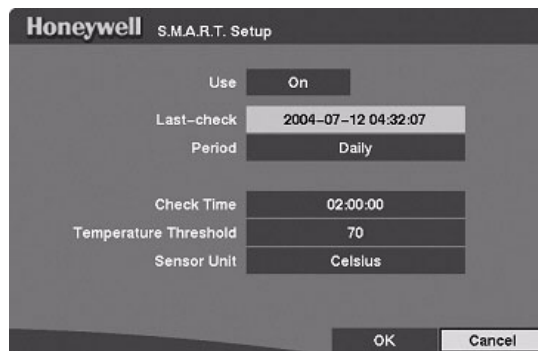 Honeywell S.M.A.R.T. Setup
Use On
Last-check 2004-07-12 04:32:07
Period Daily
Check Time 02:00:00
Temperature Threshold 70
Sensor Unit Celsius
OK Cancel